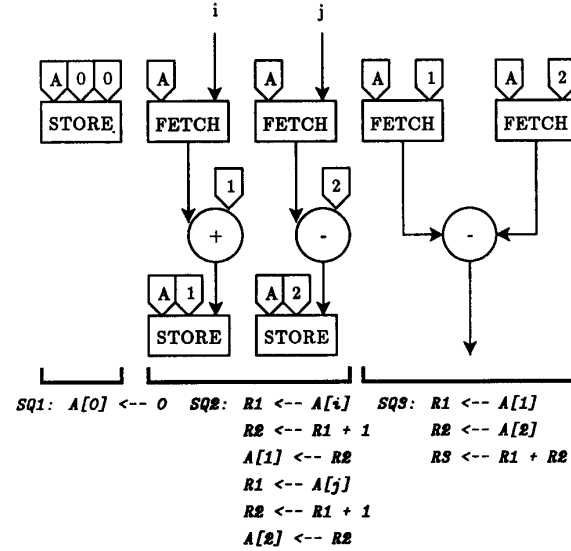 i
j
A 0 0
A
A
A 1
A 2
STORE
FETCH
FETCH
FETCH
FETCH
1
2
+
-
-
A 1
A 2
STORE
STORE
SQ1: A[0] <-- 0
SQ2: R1 <-- A[i]
R2 <-- R1 + 1
A[1] <-- R2
R1 <-- A[j]
R2 <-- R1 + 1
A[2] <-- R2
SQ3: R1 <-- A[1]
R2 <-- A[2]
R3 <-- R1 + R2